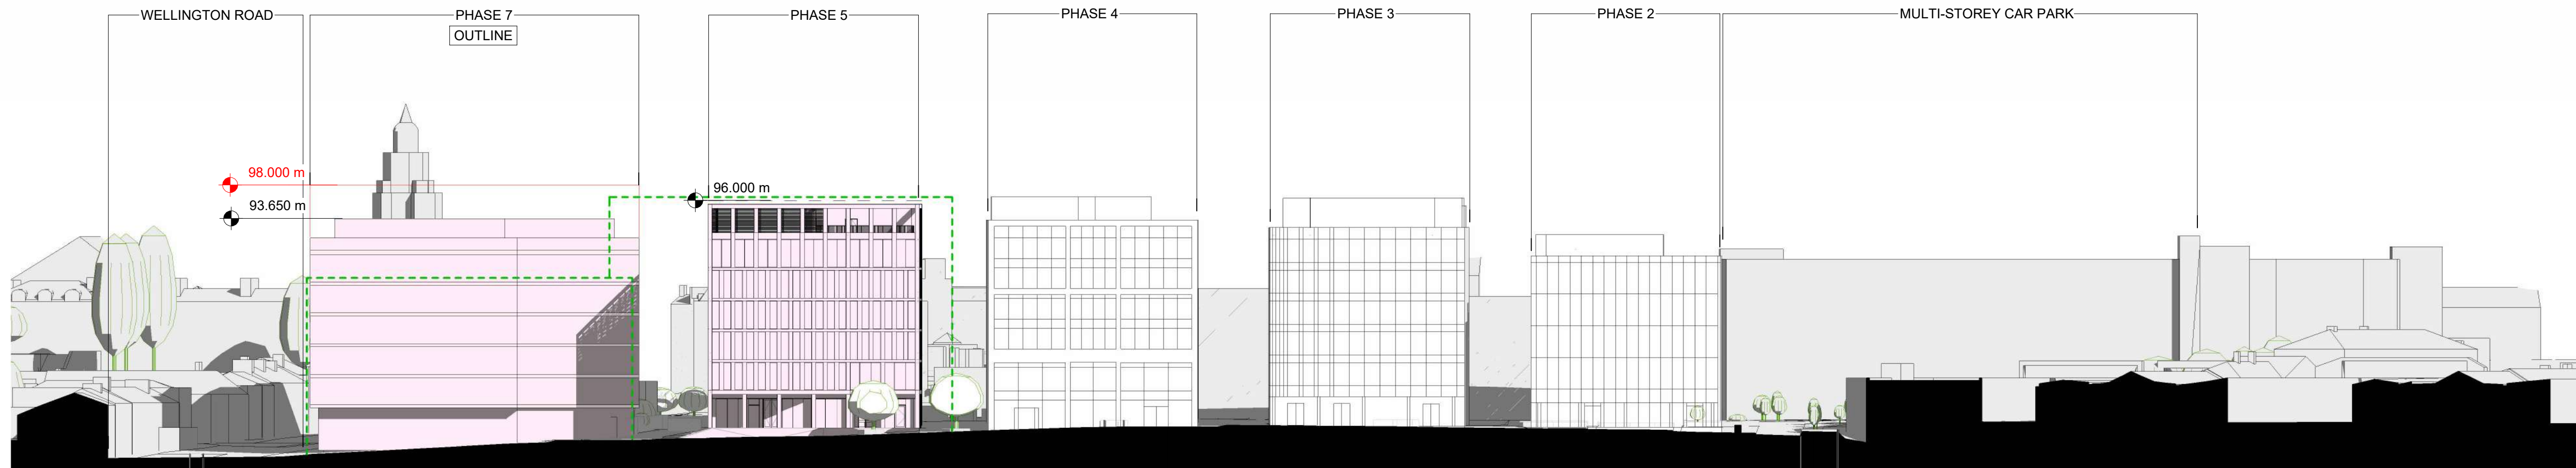 WELLINGTON ROAD
PHASE 7
OUTLINE
PHASE 5
PHASE 4
PHASE 3
PHASE 2
MULTI-STOREY CAR PARK
98.000 m
93.650 m
96.000 m